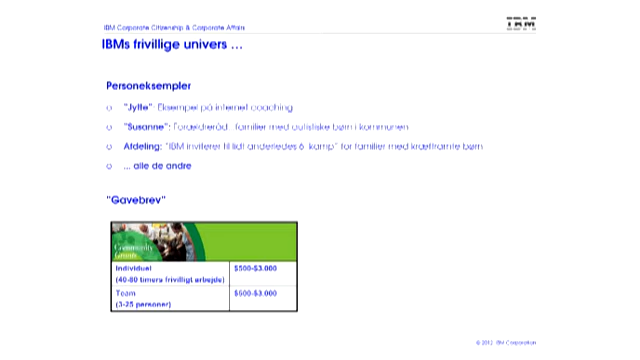 IBM Corporate Citizenship & Corporate Affairs
IBM
IBMs frivillige univers ...
Personeksempler
o "Jytte": Eksempel på internet coaching
o "Susanne": Forældreråd, familier med autistiske børn i kommunen
o Afdeling: "IBM inviterer til lidt anderledes 6-kamp" for familier med kræftramte børn
o ... alle de andre
"Gavebrev"
Community
Grants
Individual $500-$3.000
(40-80 timers frivilligt arbejde)
Team $500-$3.000
(3-25 personer)
© 2012 IBM Corporation